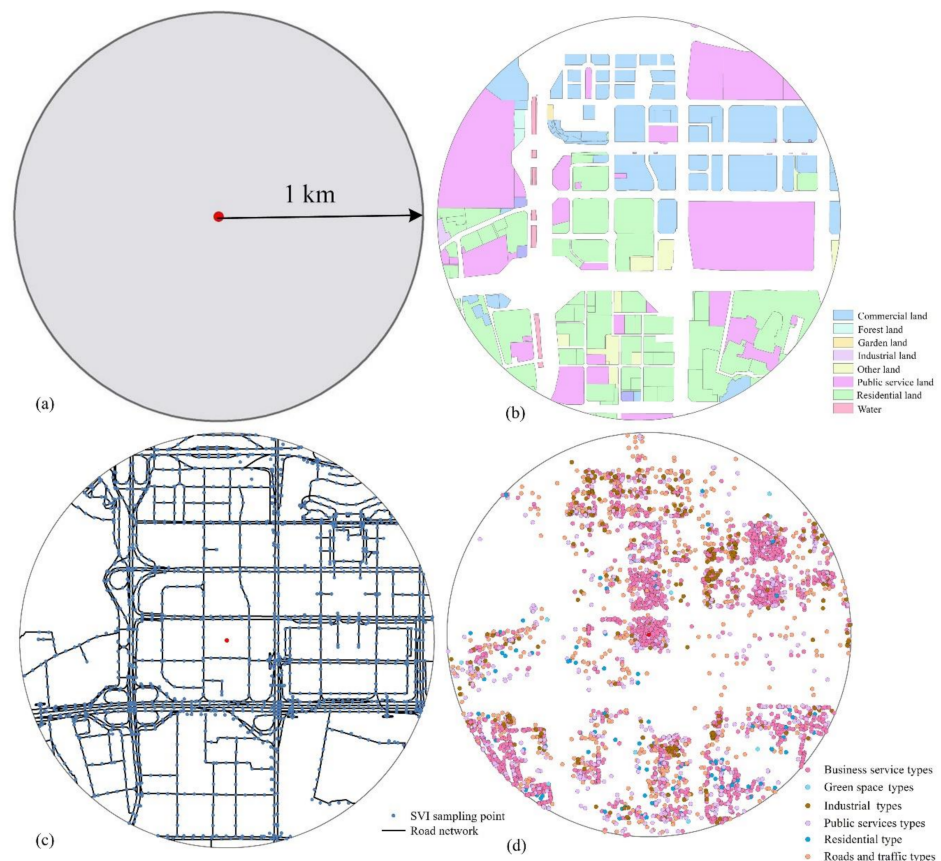 1 km
(a)
Commercial land
Forest land
Garden land
Industrial land
Other land
Public service land
Residential land
Water
(b)
SVI sampling point
Road network
(c)
Business service types
Green space types
Industrial types
Public services types
Residential type
Roads and traffic types
(d)